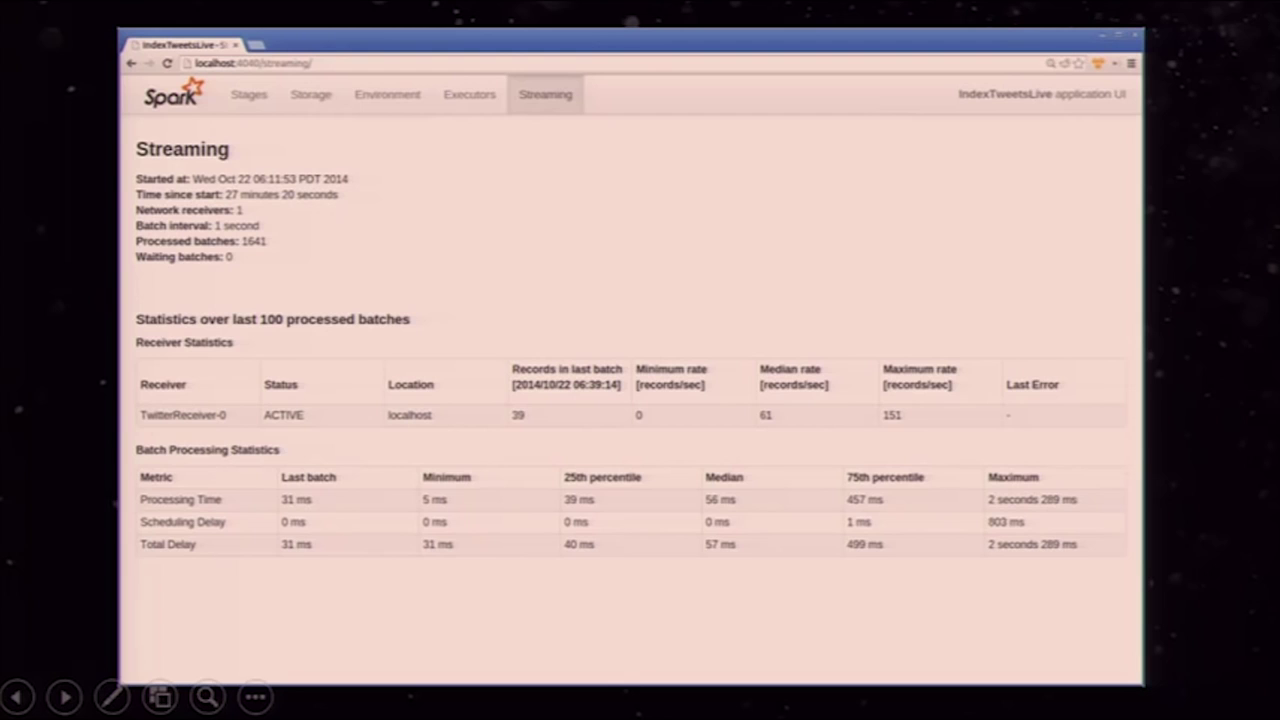 IndexTweetsLive - S
localhost:4040/streaming/
Spark Stages Storage Environment Executors Streaming IndexTweetsLive application UI
Streaming
Started at: Wed Oct 22 06:11:53 PDT 2014
Time since start: 27 minutes 20 seconds
Network receivers: 1
Batch interval: 1 second
Processed batches: 1641
Waiting batches: 0
Statistics over last 100 processed batches
Receiver Statistics
Receiver Status Location Records in last batch [2014/10/22 06:39:14] Minimum rate [records/sec] Median rate [records/sec] Maximum rate [records/sec] Last Error
TwitterReceiver-0 ACTIVE localhost 39 0 61 151 -
Batch Processing Statistics
Metric Last batch Minimum 25th percentile Median 75th percentile Maximum
Processing Time 31 ms 5 ms 39 ms 56 ms 457 ms 2 seconds 289 ms
Scheduling Delay 0 ms 0 ms 0 ms 0 ms 1 ms 803 ms
Total Delay 31 ms 31 ms 40 ms 57 ms 499 ms 2 seconds 289 ms